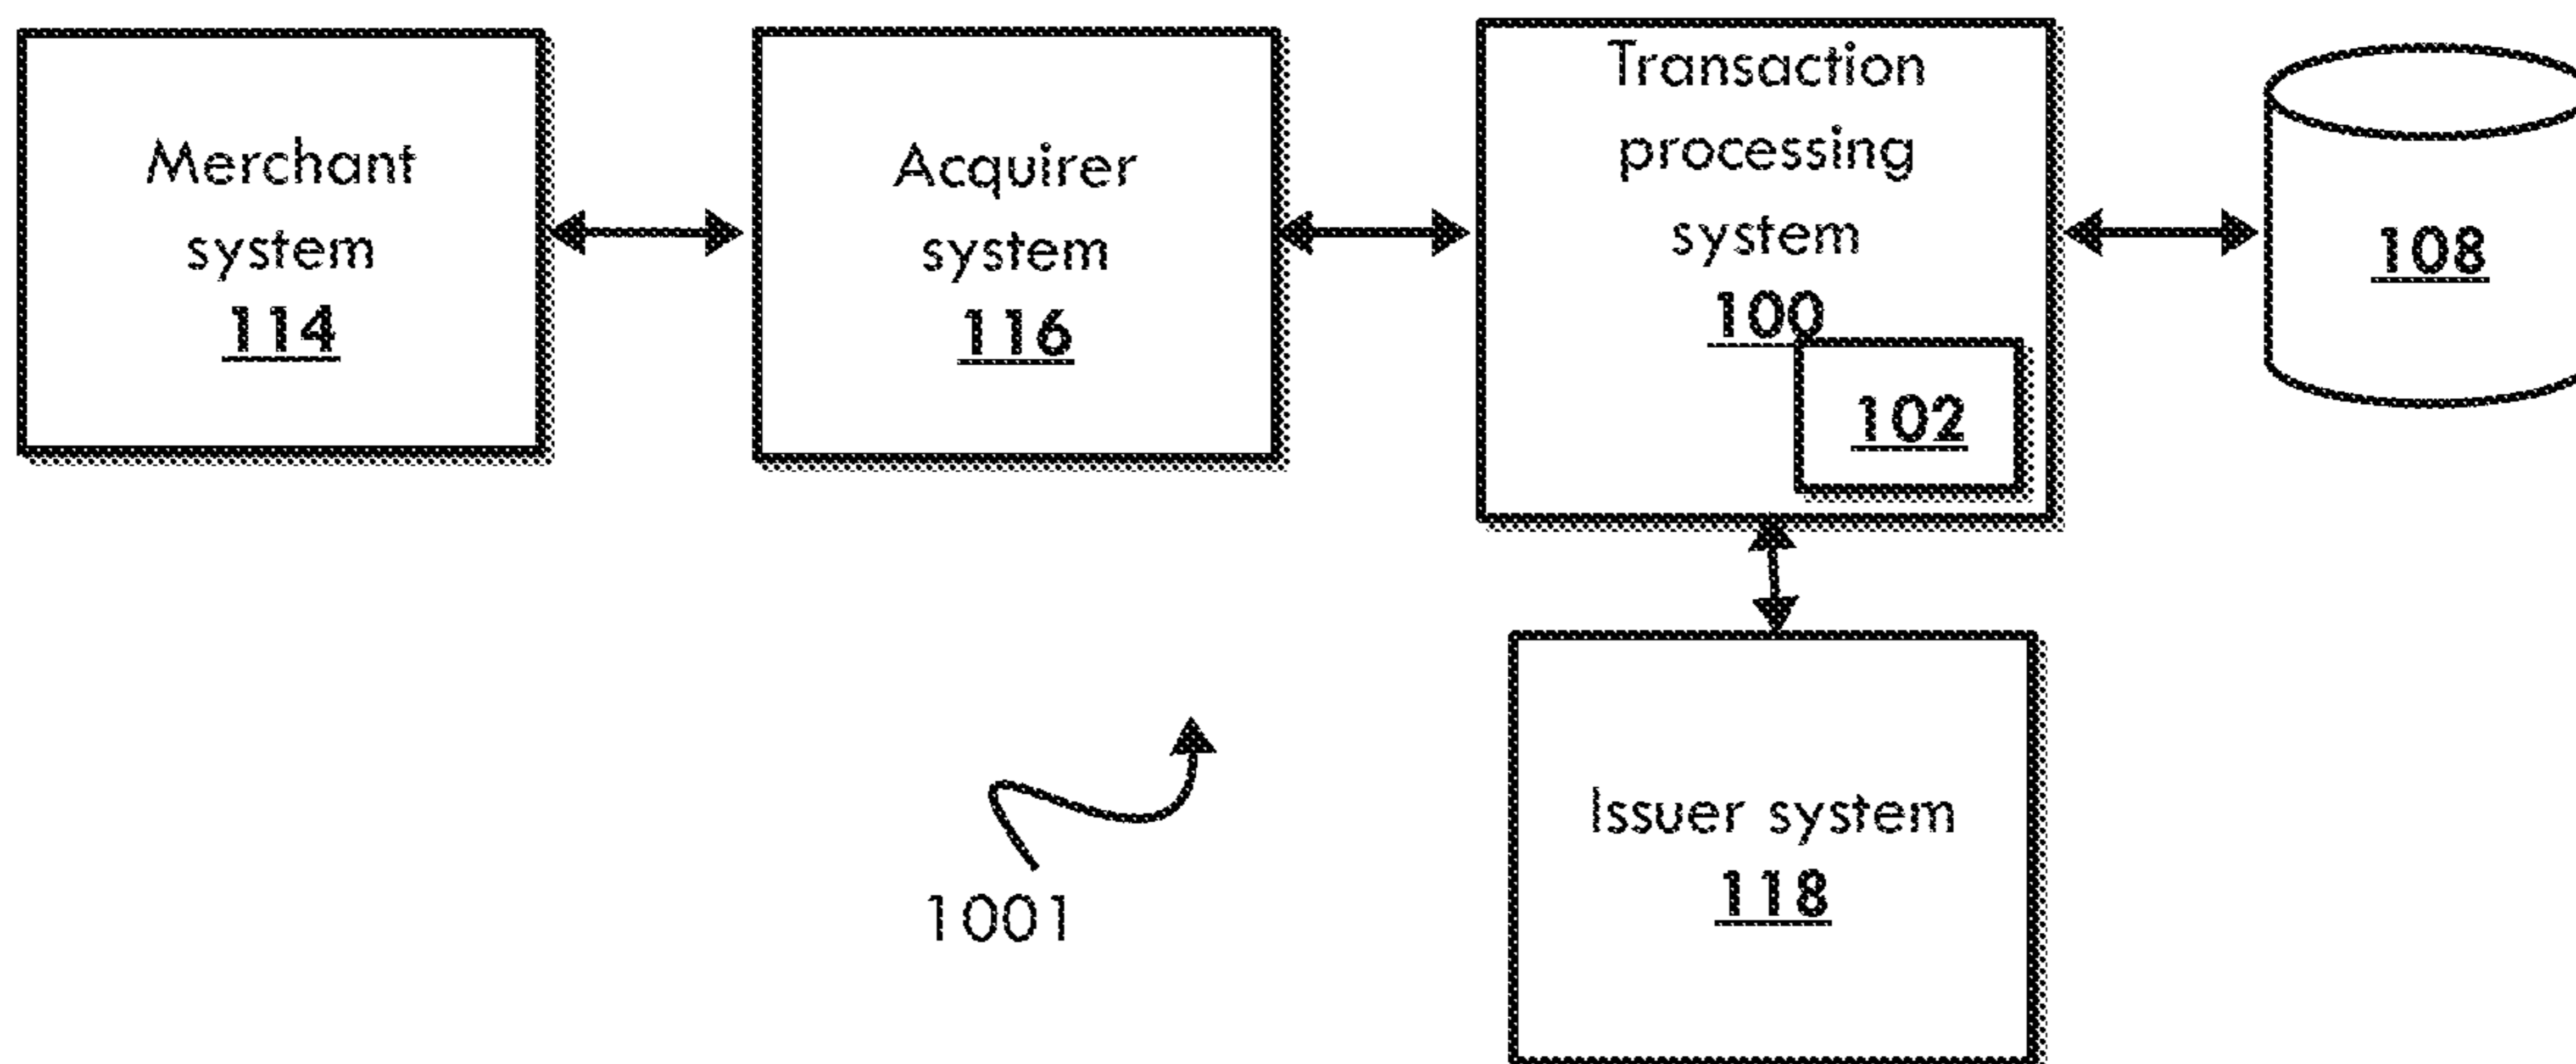 Merchant
system
114
Acquirer
system
116
Transaction
processing
system
100
102
108
Issuer system
118
1001